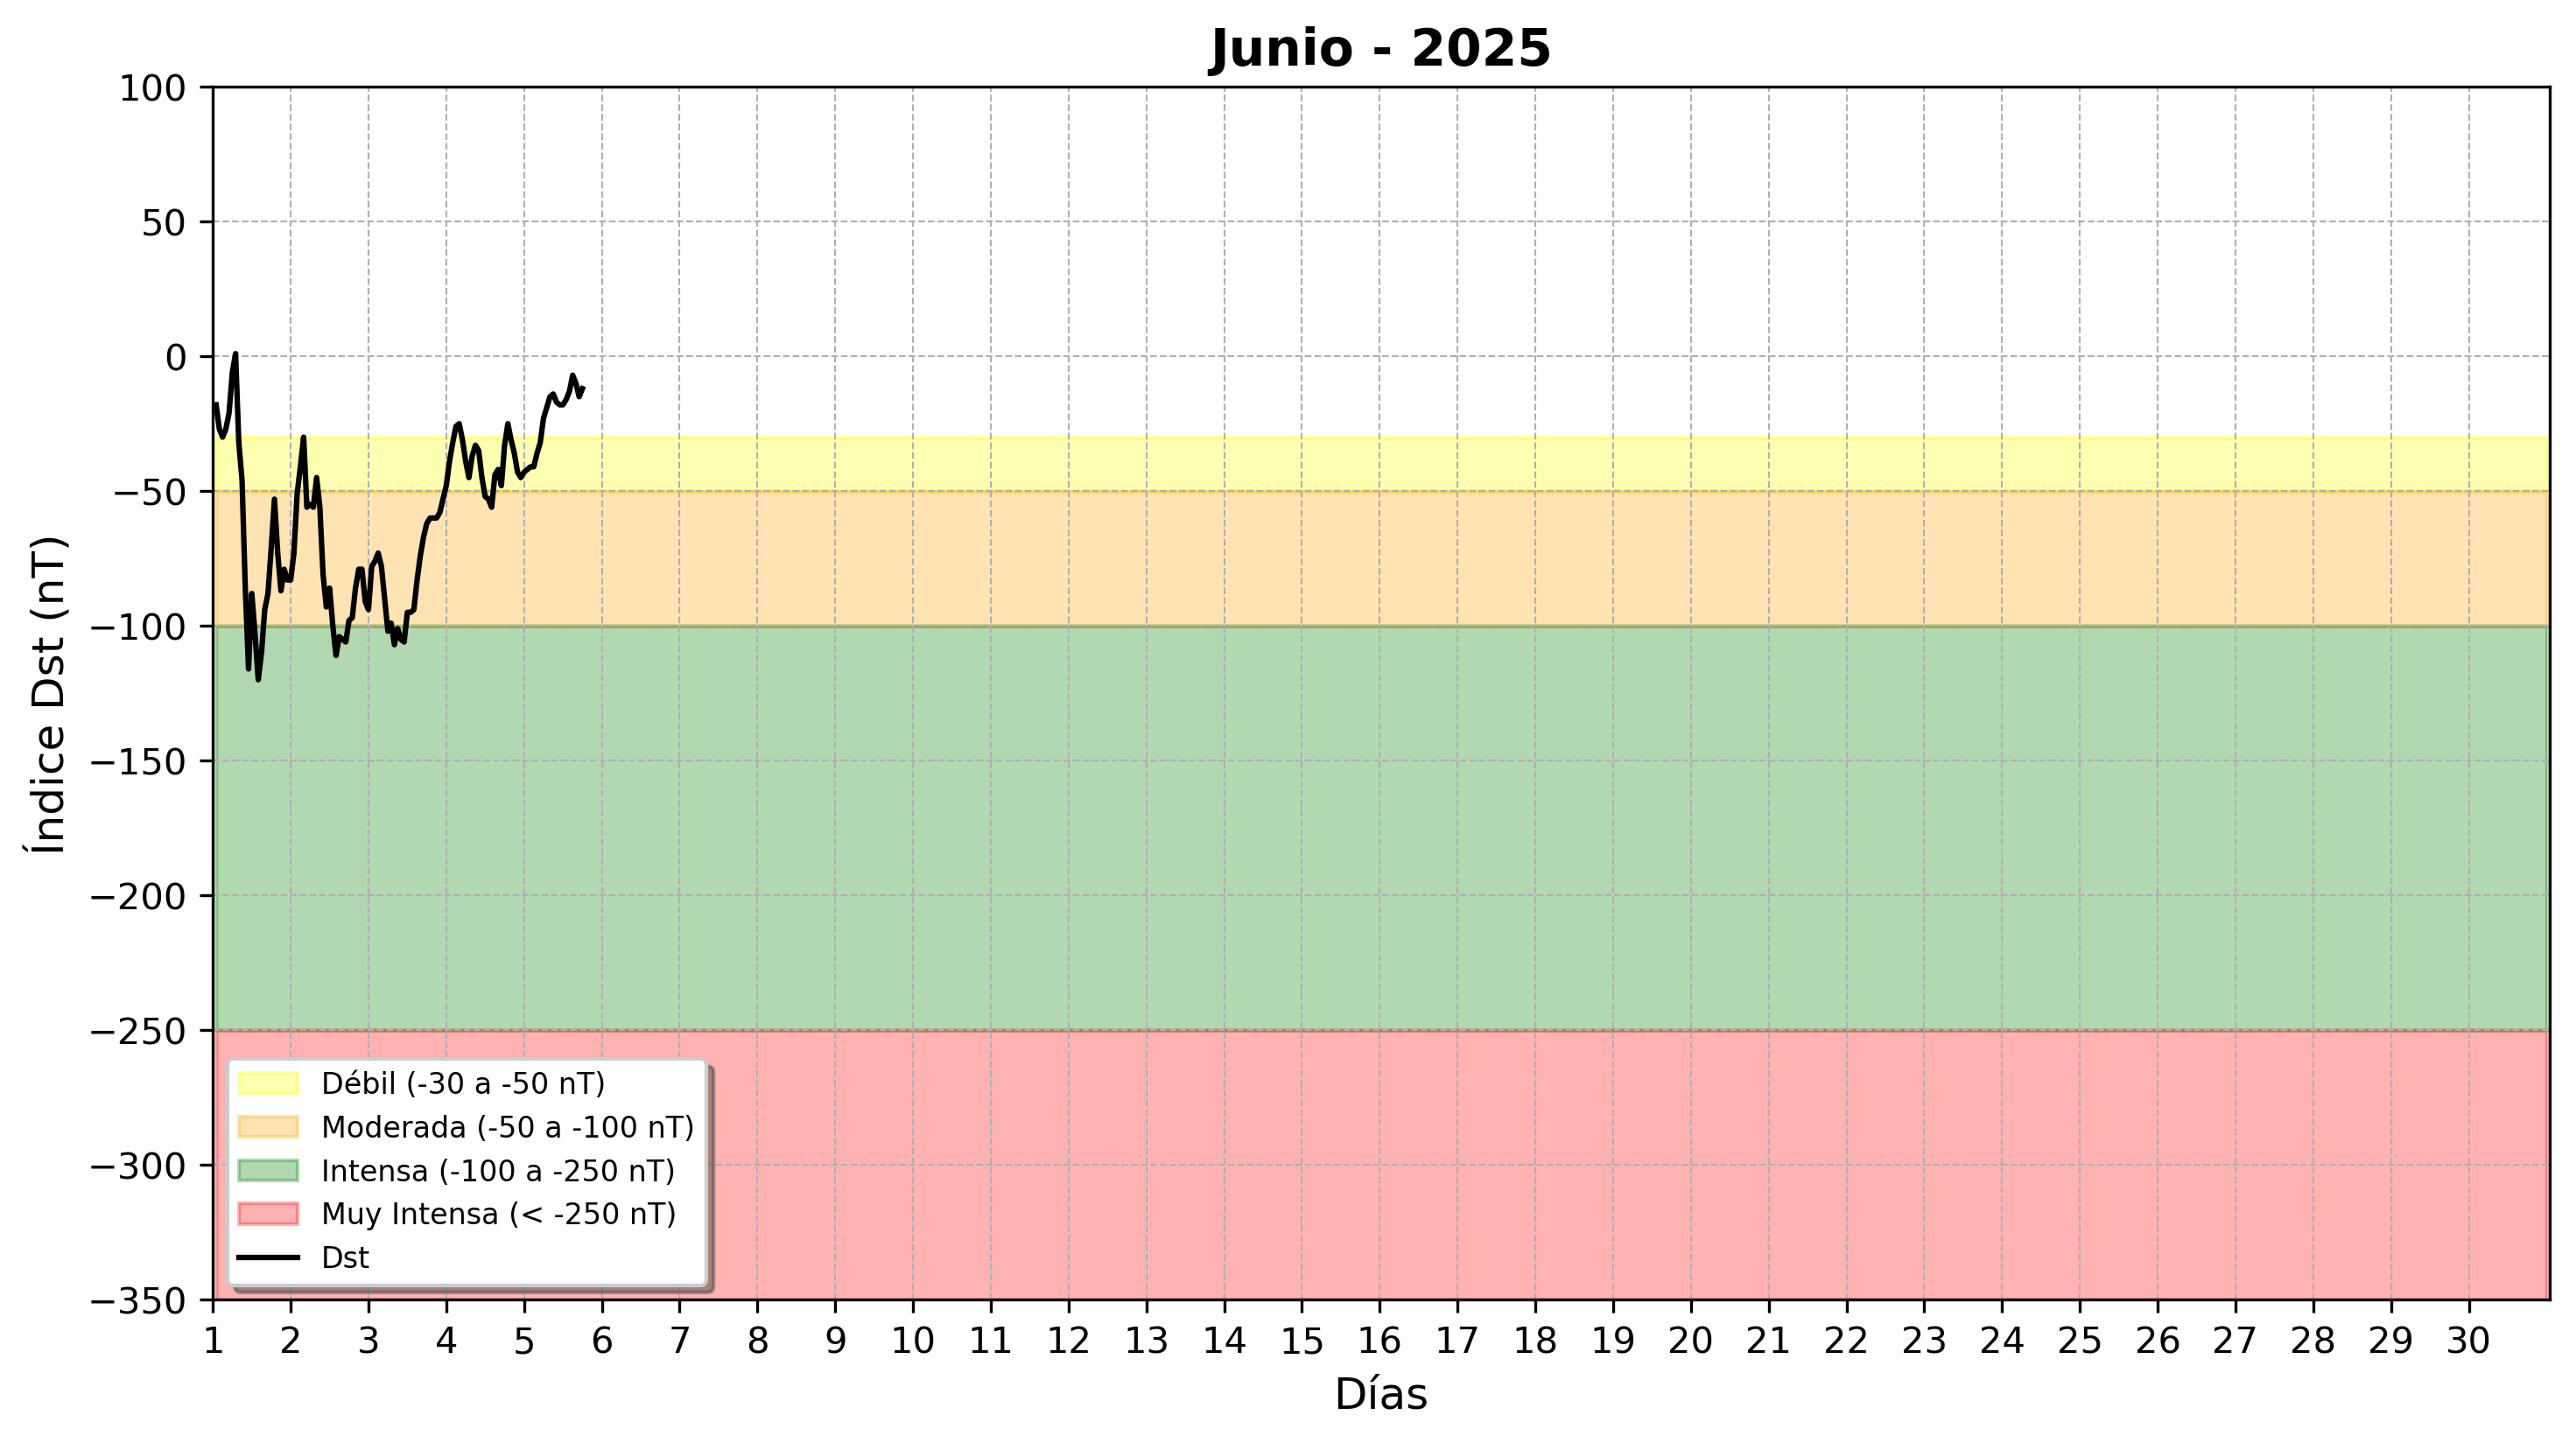 Junio - 2025
100
50
0
−50
−100
−150
−200
−250
−300
−350
Índice Dst (nT)
Débil (-30 a -50 nT)
Moderada (-50 a -100 nT)
Intensa (-100 a -250 nT)
Muy Intensa (< -250 nT)
Dst
1 2 3 4 5 6 7 8 9 10 11 12 13 14 15 16 17 18 19 20 21 22 23 24 25 26 27 28 29 30
Días